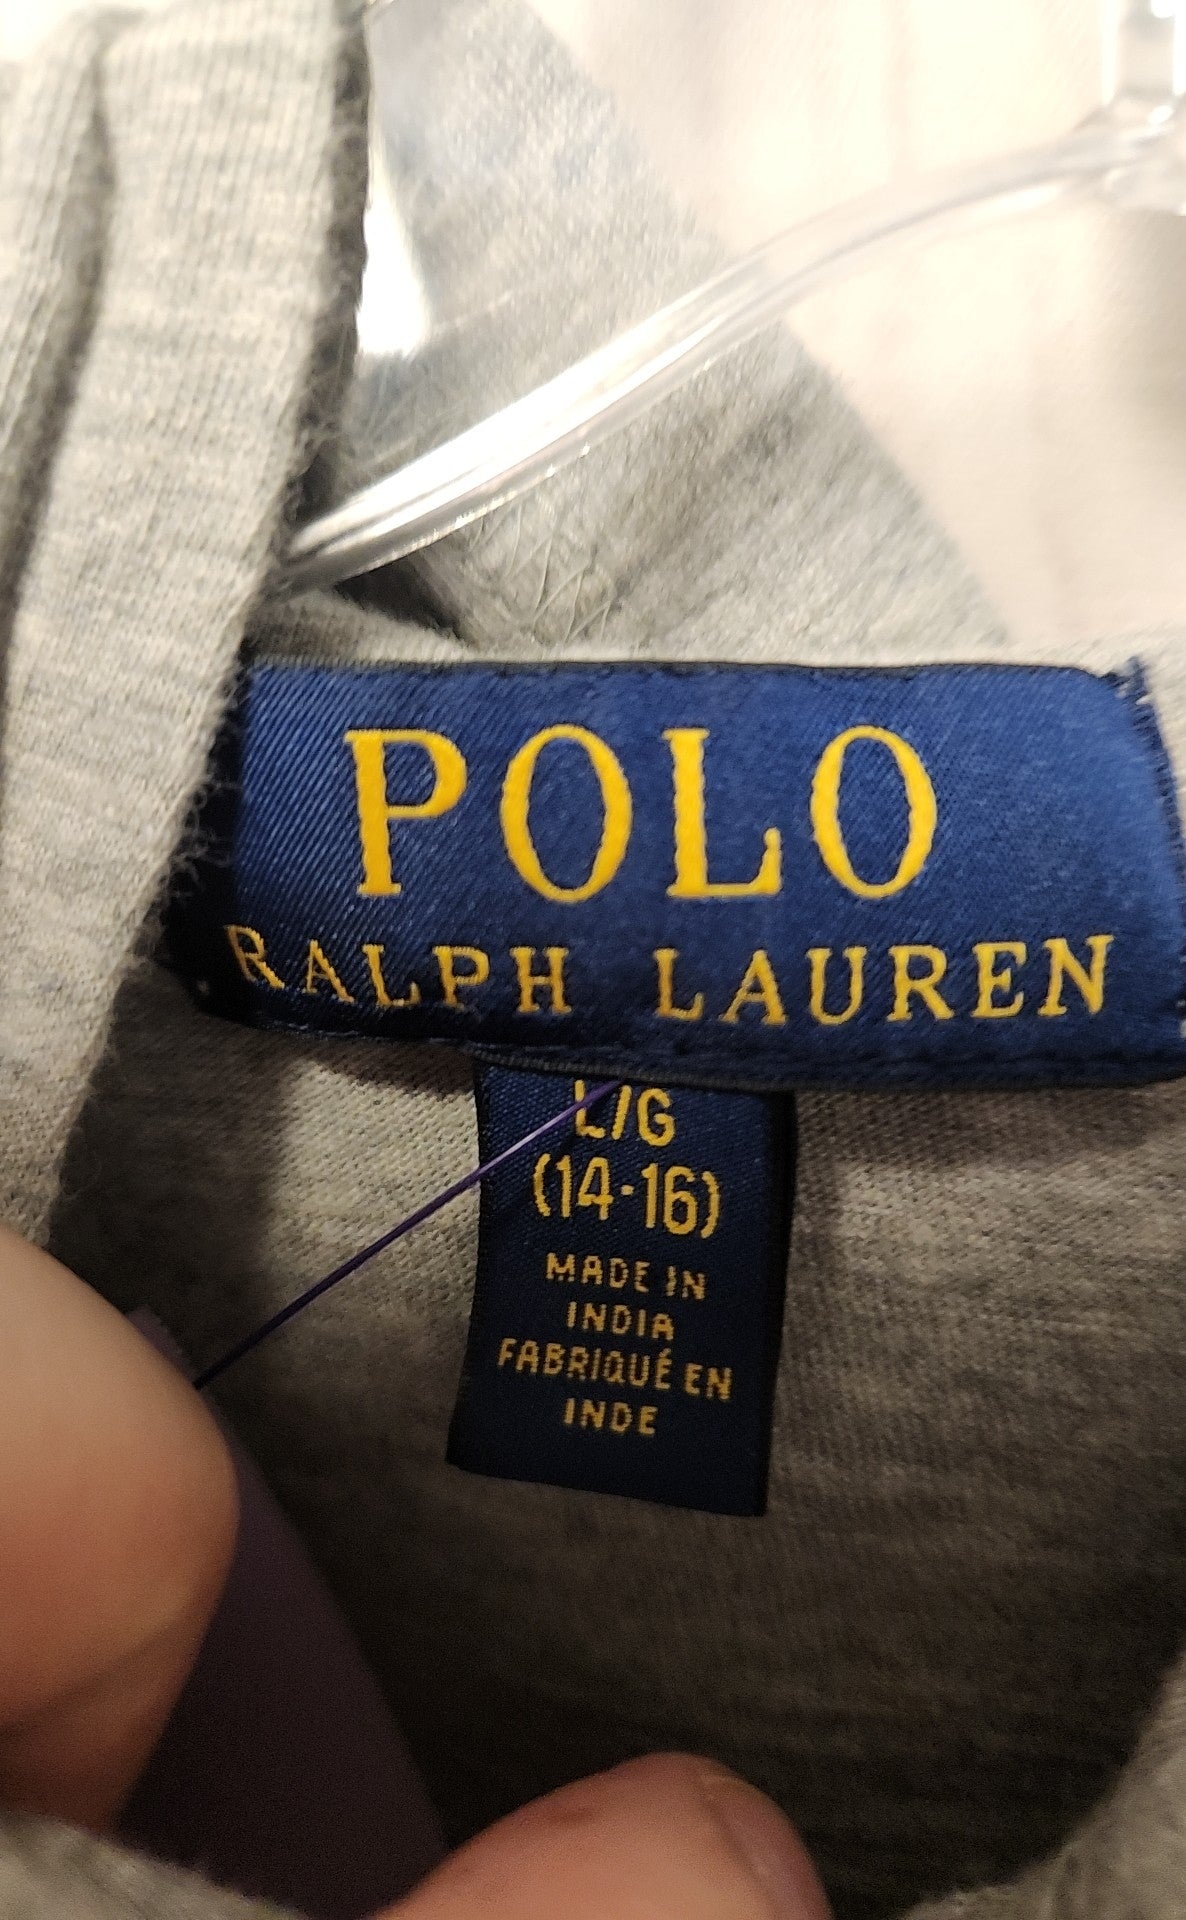 POLO
RALPH LAUREN
L/G
(14-16)
MADE IN
INDIA
FABRIQUÉ EN
INDE